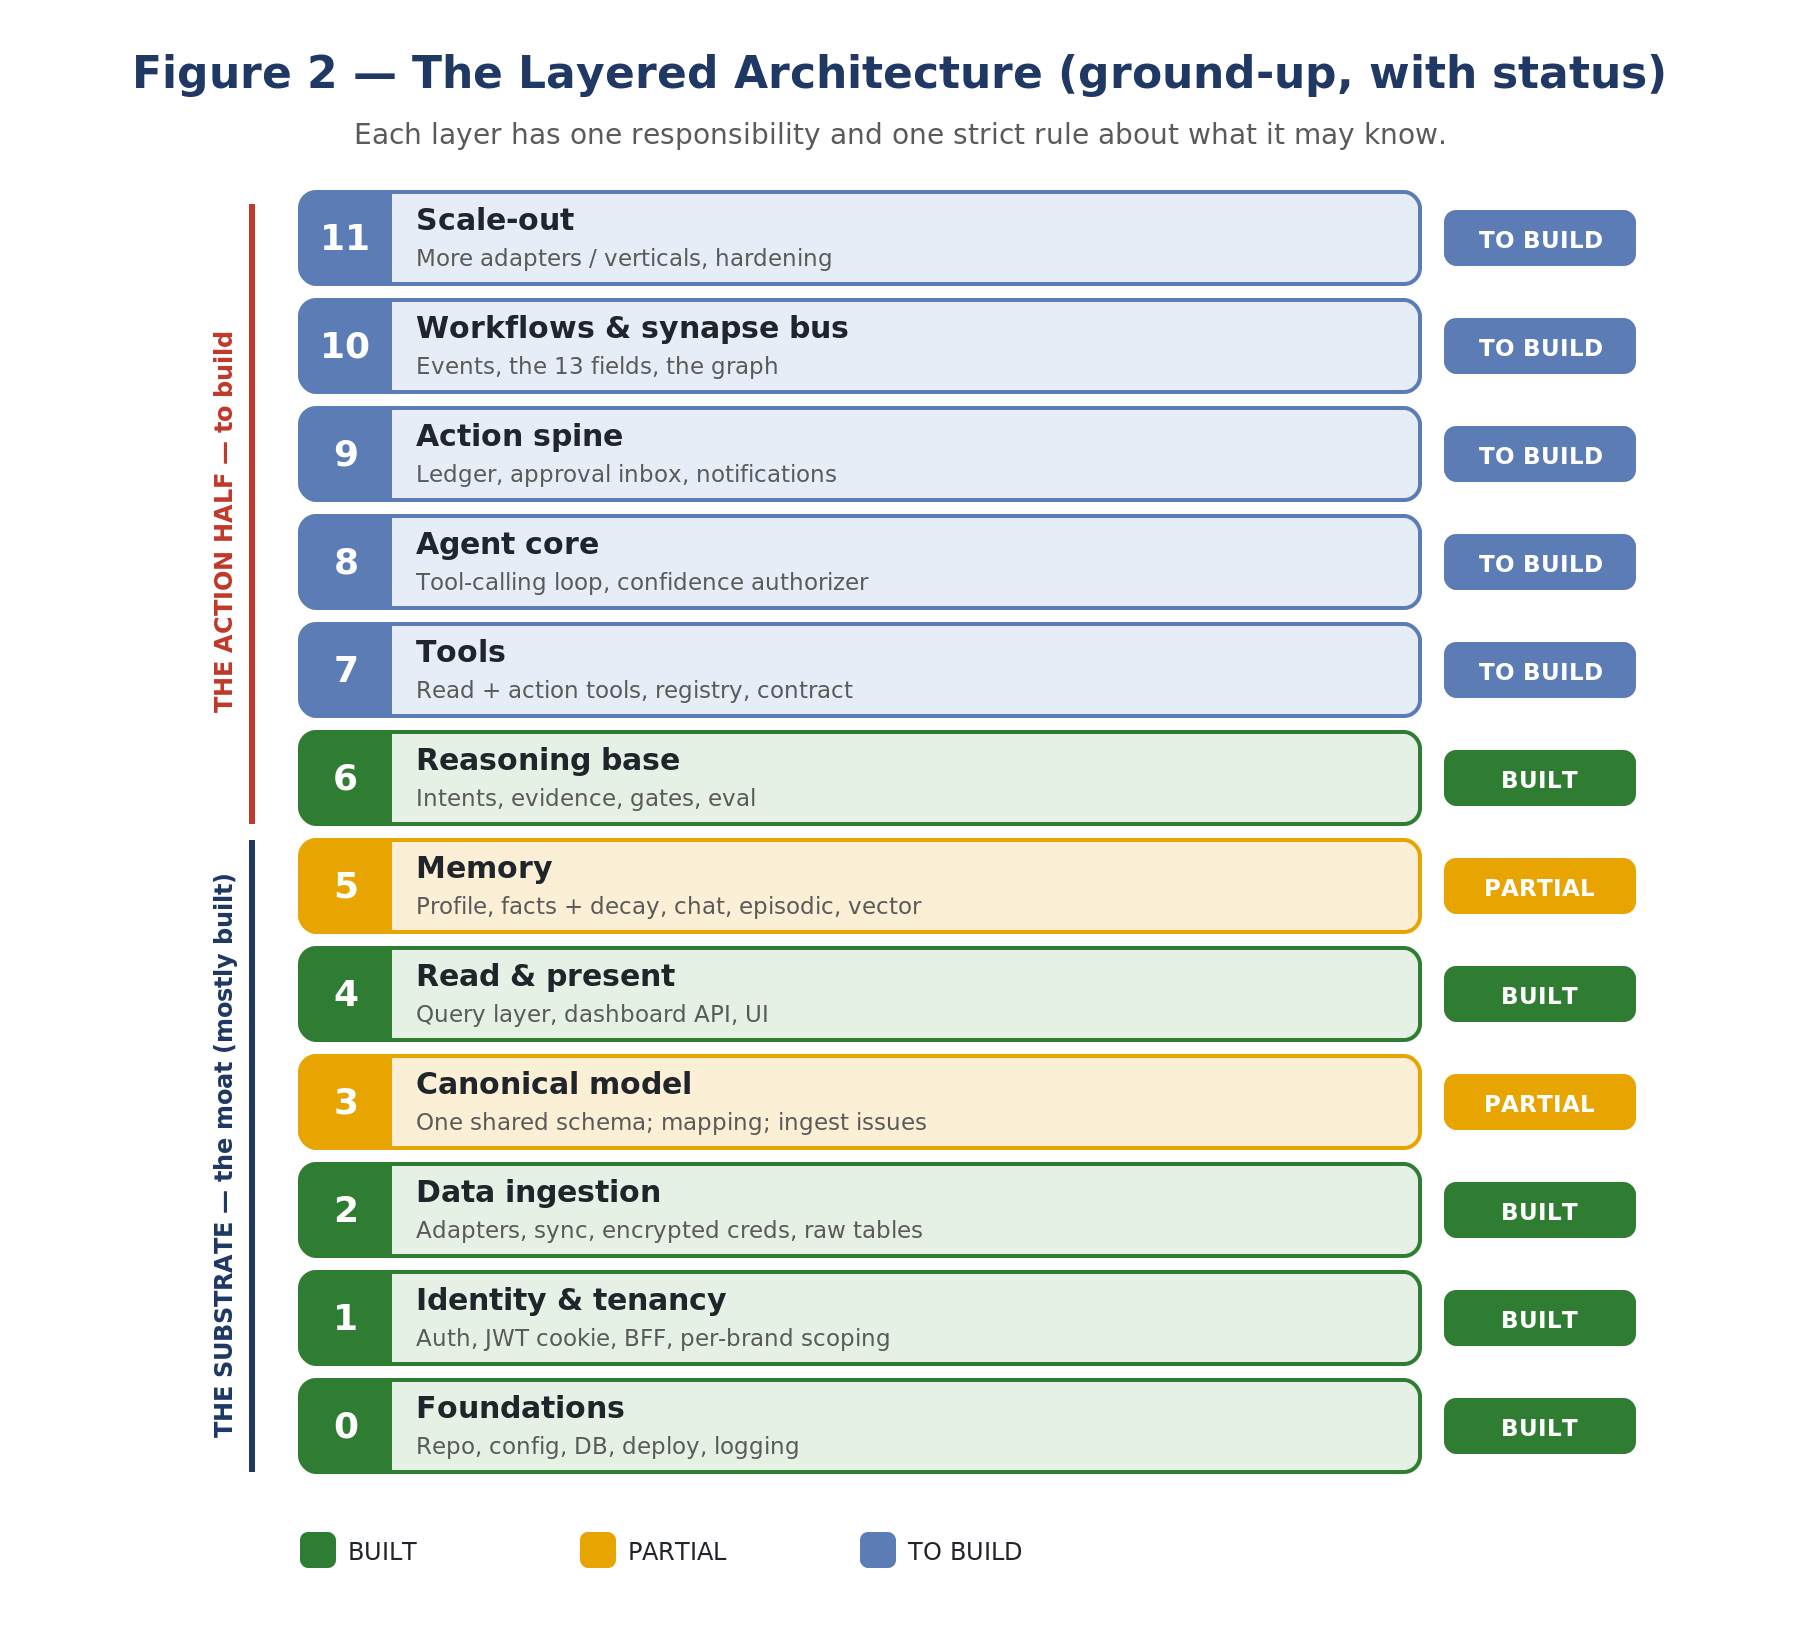 Figure 2 — The Layered Architecture (ground-up, with status)
Each layer has one responsibility and one strict rule about what it may know.
THE ACTION HALF — to build
11
Scale-out
More adapters / verticals, hardening
TO BUILD
10
Workflows & synapse bus
Events, the 13 fields, the graph
TO BUILD
9
Action spine
Ledger, approval inbox, notifications
TO BUILD
8
Agent core
Tool-calling loop, confidence authorizer
TO BUILD
7
Tools
Read + action tools, registry, contract
TO BUILD
6
Reasoning base
Intents, evidence, gates, eval
BUILT
THE SUBSTRATE — the moat (mostly built)
5
Memory
Profile, facts + decay, chat, episodic, vector
PARTIAL
4
Read & present
Query layer, dashboard API, UI
BUILT
3
Canonical model
One shared schema; mapping; ingest issues
PARTIAL
2
Data ingestion
Adapters, sync, encrypted creds, raw tables
BUILT
1
Identity & tenancy
Auth, JWT cookie, BFF, per-brand scoping
BUILT
0
Foundations
Repo, config, DB, deploy, logging
BUILT
BUILT
PARTIAL
TO BUILD